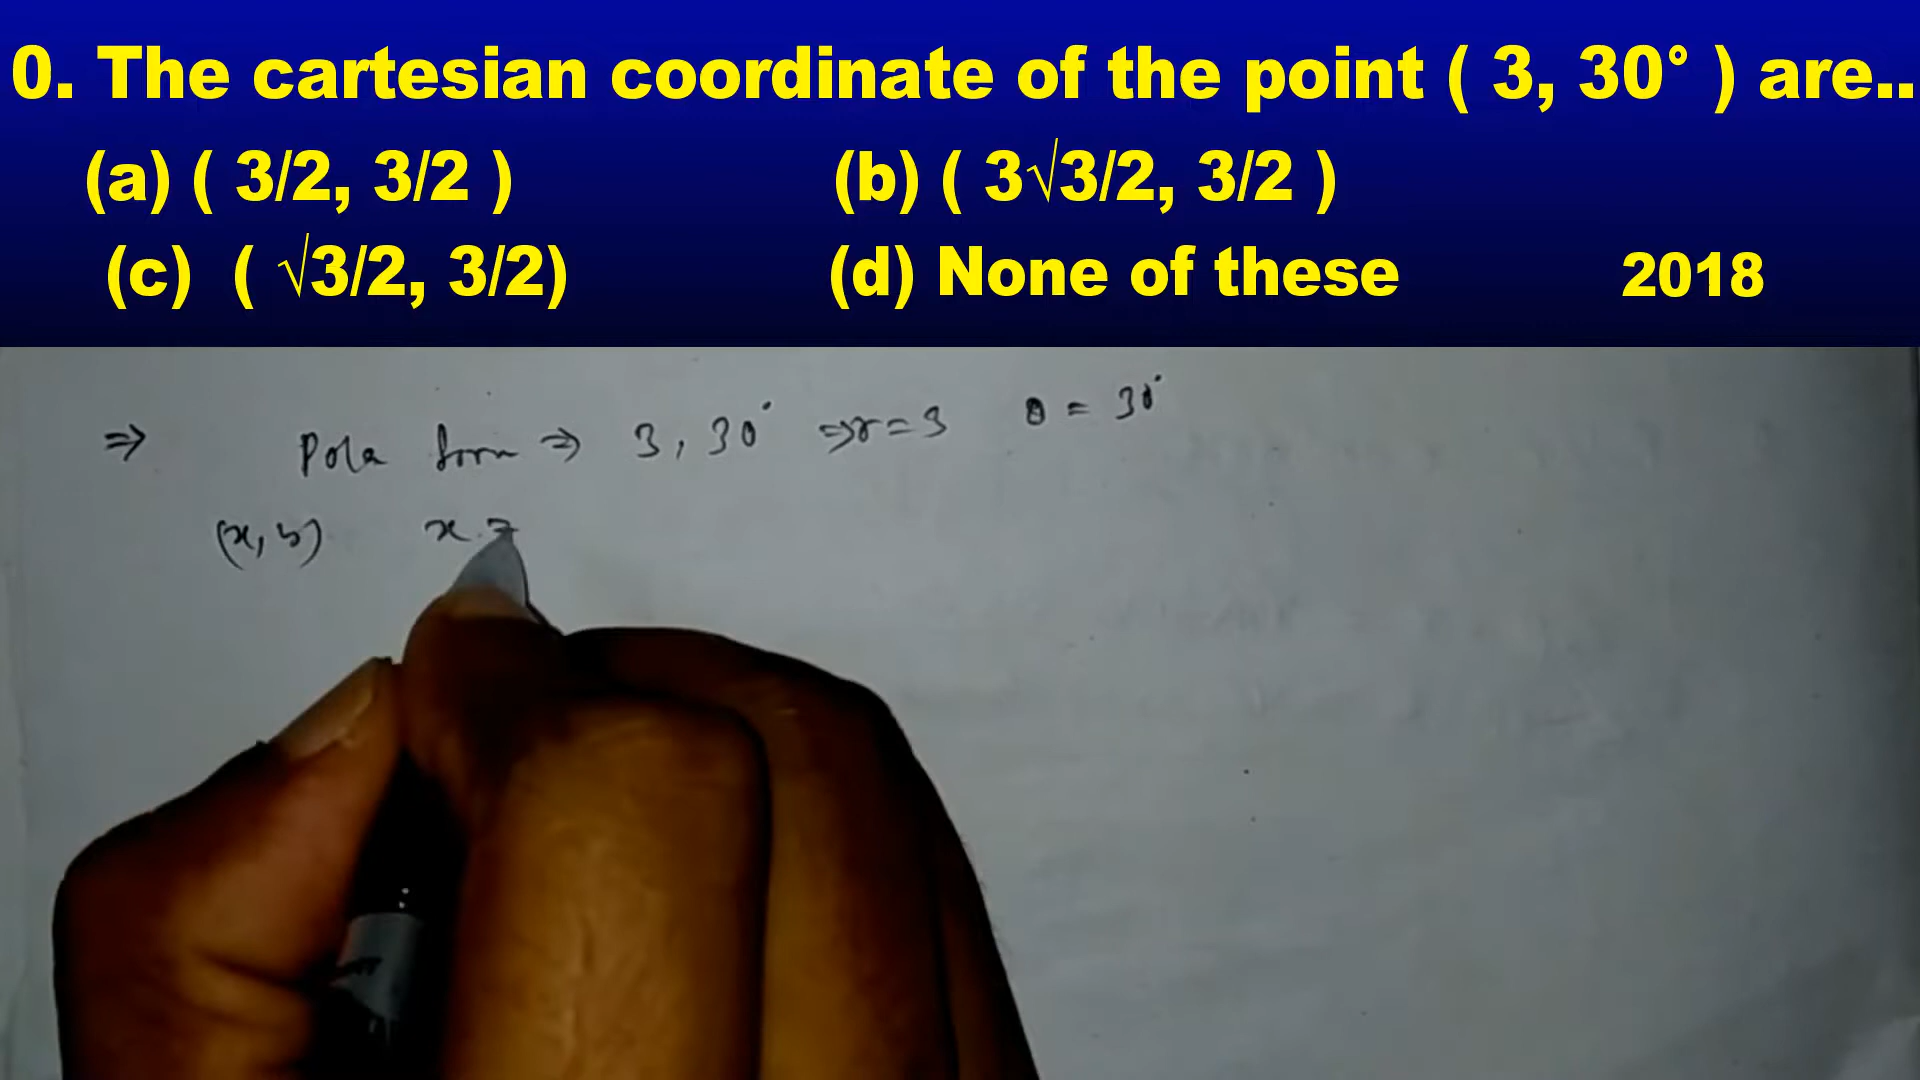 0. The cartesian coordinate of the point ( 3, 30° ) are..
(a) ( 3/2, 3/2 ) (b) ( 3√3/2, 3/2 )
(c) ( √3/2, 3/2) (d) None of these 2018
⇒ Pola form ⇒ 3, 30° ⇒ r = 3 θ = 30°
(x, y) x =